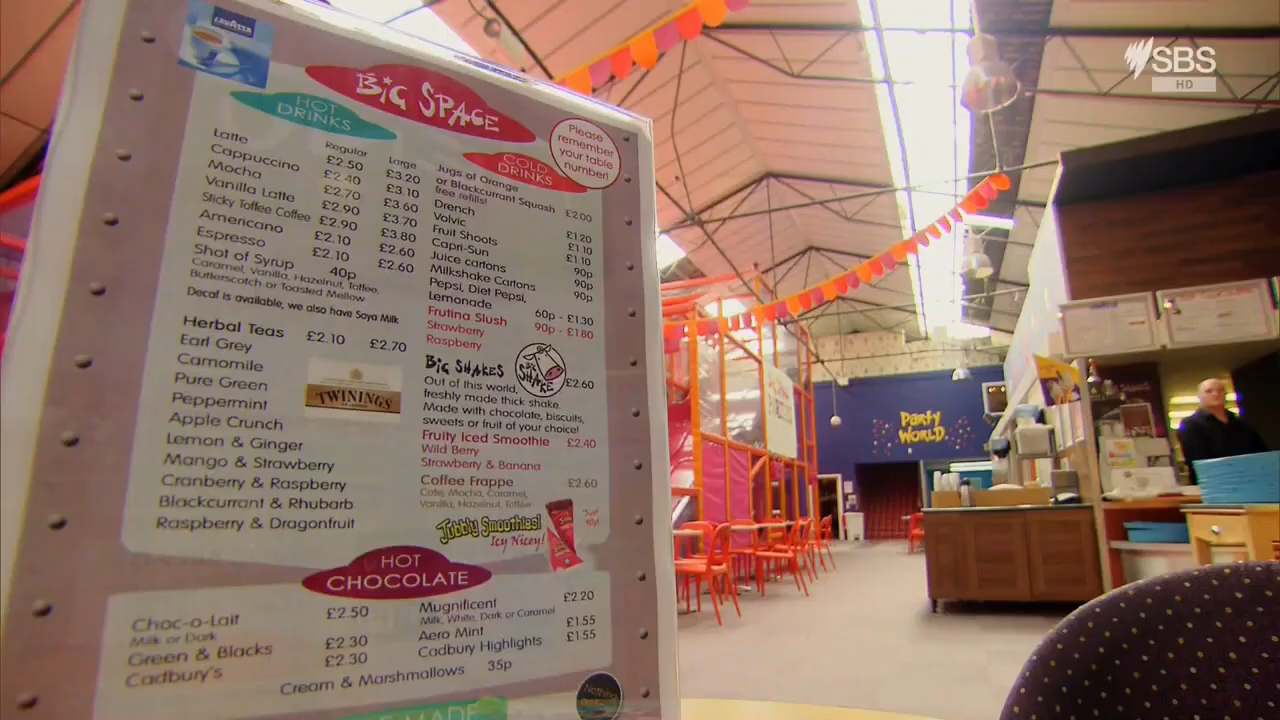 LAVAZZA
BiG SPACE
HOT
DRINKS
Regular Large
Latte £2.50 £3.20
Cappuccino £2.40 £3.10
Mocha £2.70 £3.60
Vanilla Latte £2.90 £3.70
Sticky Toffee Coffee £2.90 £3.80
Americano £2.10 £2.60
Espresso £2.10 £2.60
Shot of Syrup 40p
Caramel, Vanilla, Hazelnut, Toffee,
Butterscotch or Toasted Mellow
Decaf is available, we also have Soya Milk
Herbal Teas £2.10 £2.70
Earl Grey
Camomile
Pure Green
Peppermint
Apple Crunch
Lemon & Ginger
Mango & Strawberry
Cranberry & Raspberry
Blackcurrant & Rhubarb
Raspberry & Dragonfruit
TWININGS
Please
remember
your table
number!
COLD
DRINKS
Jugs of Orange
or Blackcurrant Squash £2.00
free refills!
Drench £1.20
Volvic £1.10
Fruit Shoots £1.10
Capri-Sun 90p
Juice cartons 90p
Milkshake Cartons 90p
Pepsi, Diet Pepsi,
Lemonade 60p - £1.30
Frutina Slush 90p - £1.80
Strawberry
Raspberry
BiG SHAKES £2.60
BiG
SHAKE
Out of this world,
freshly made thick shake.
Made with chocolate, biscuits,
sweets or fruit of your choice!
Fruity Iced Smoothie £2.40
Wild Berry
Strawberry & Banana
Coffee Frappe £2.60
Cafe, Mocha, Caramel,
Vanilla, Hazelnut, Toffee
Jubbly Smoothies!
Icy Nicey!
HOT
CHOCOLATE
Choc-o-Lait £2.50
Milk or Dark
Green & Blacks £2.30
Cadbury's £2.30
Mugnificent £2.20
Milk, White, Dark or Caramel
Aero Mint £1.55
Cadbury Highlights £1.55
Cream & Marshmallows 35p
MADE
SBS
HD
Party
WORLD